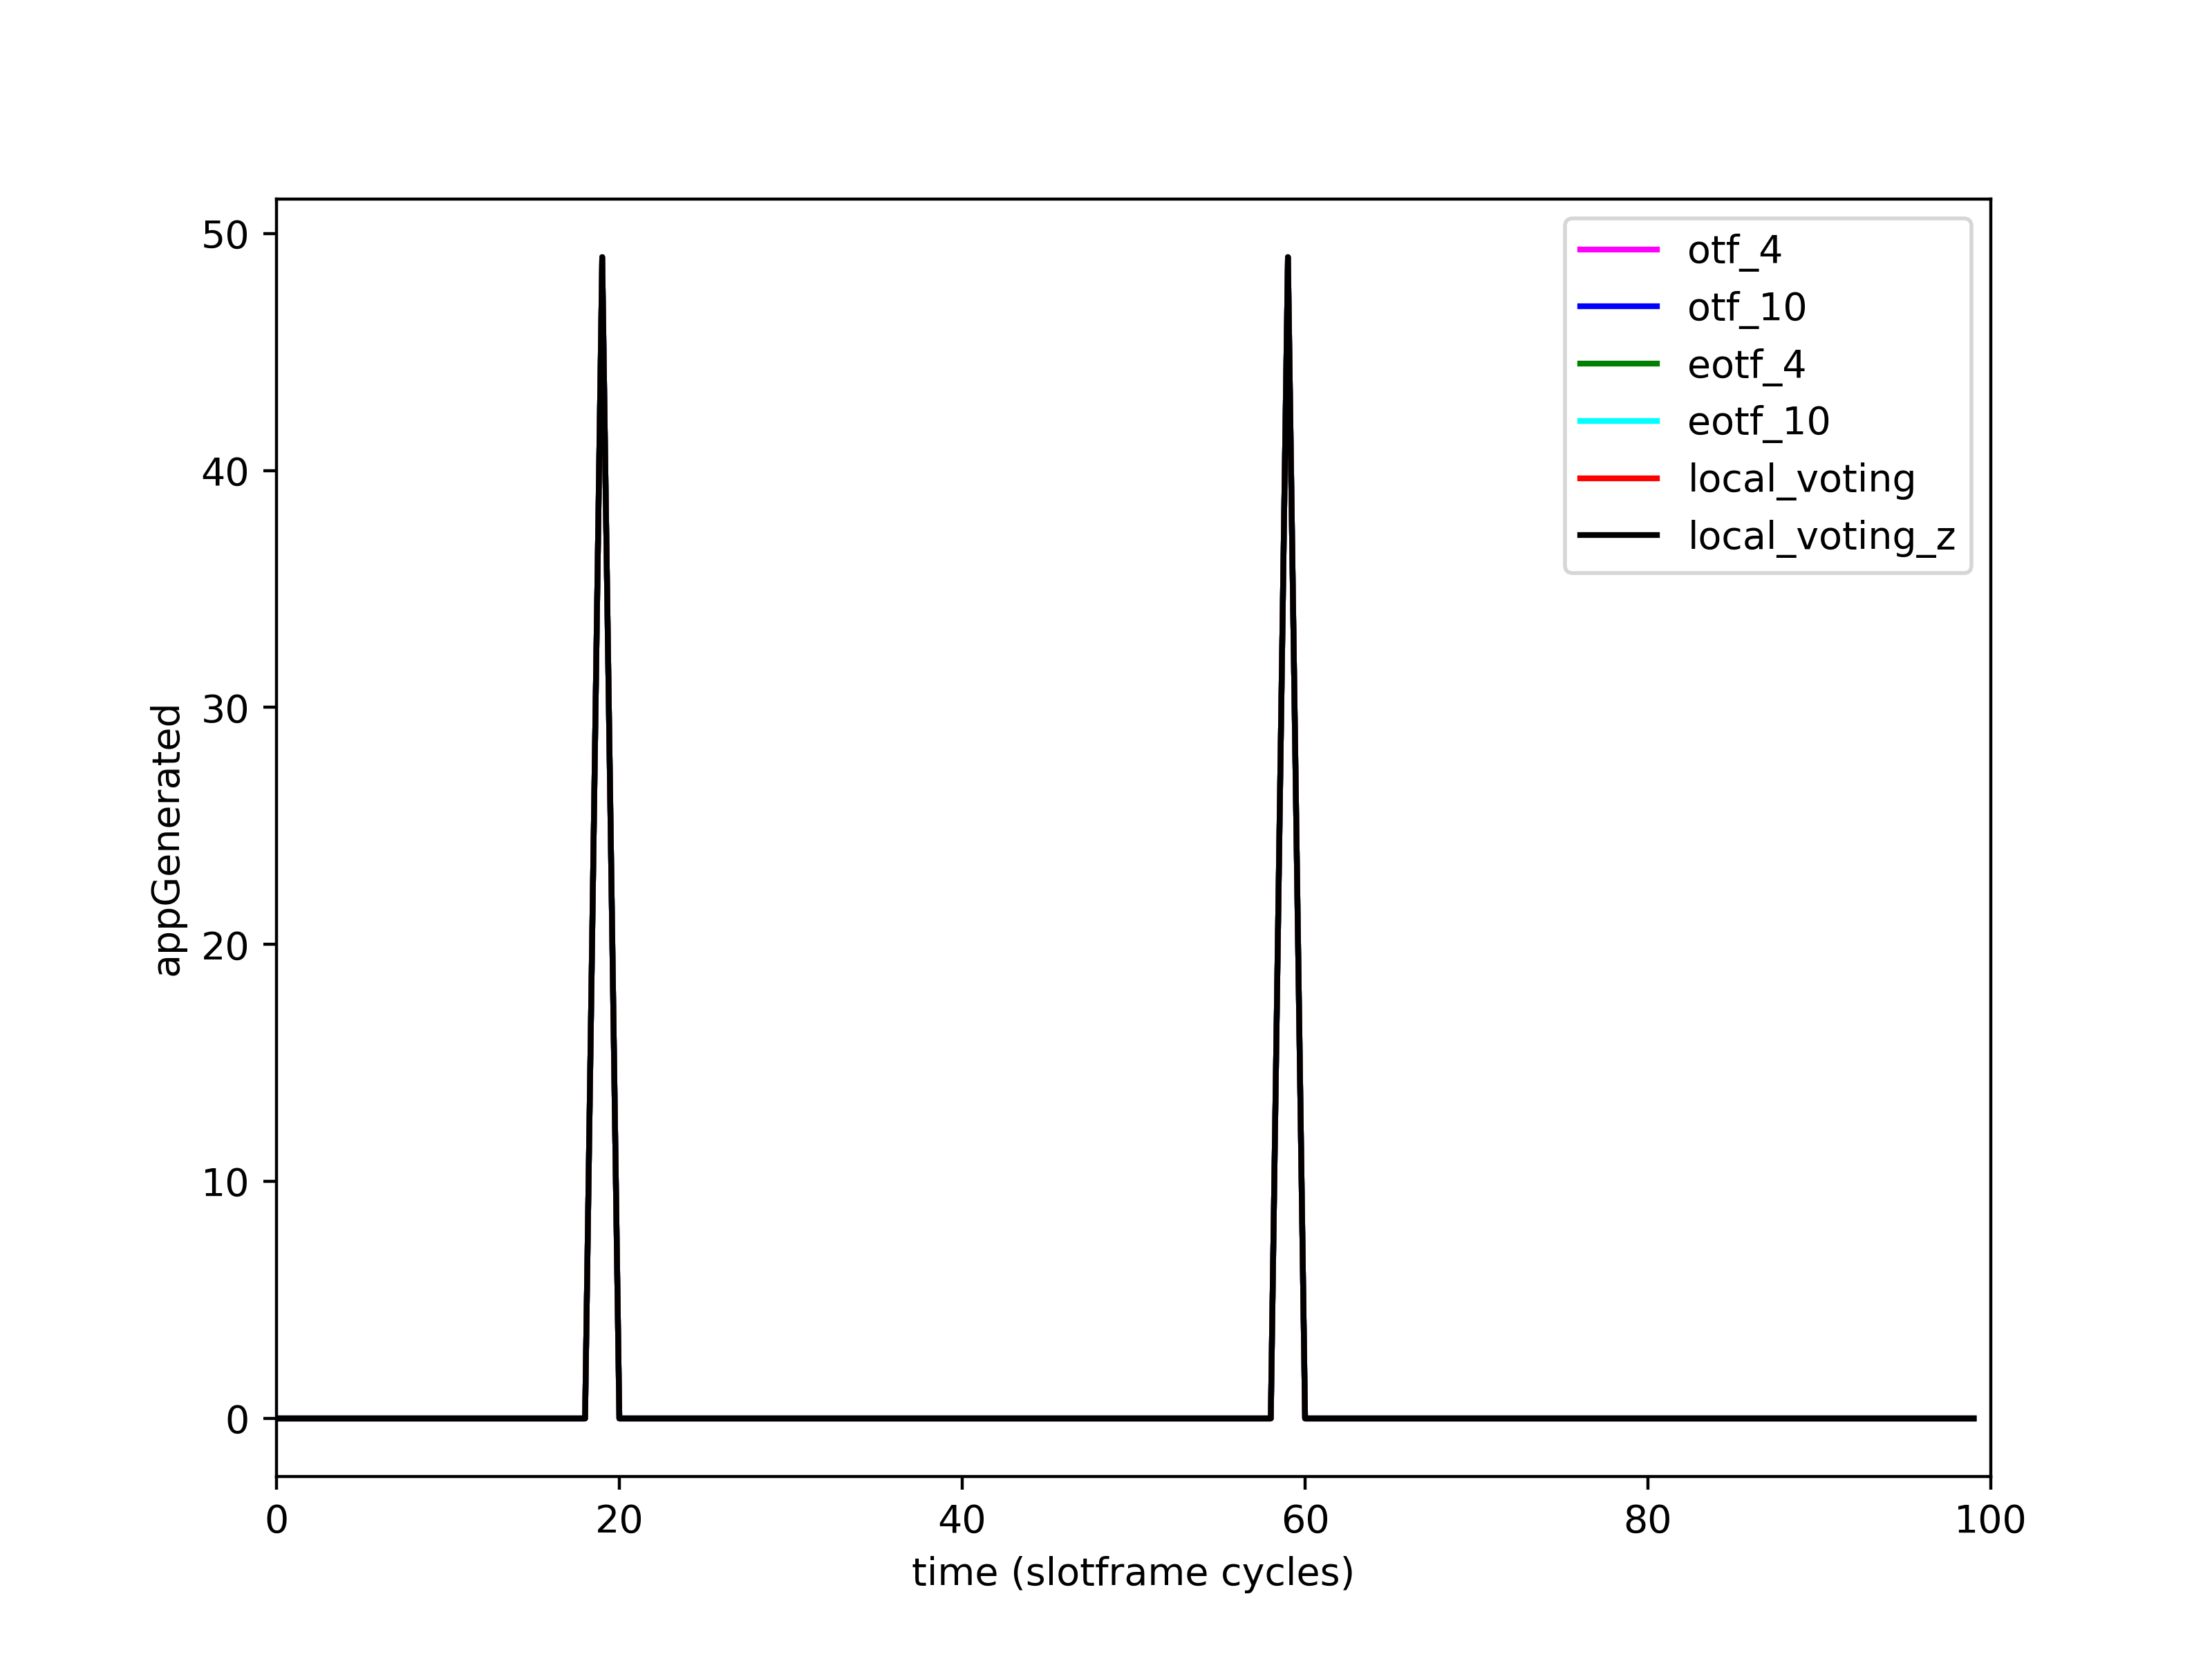 50
40
30
20
10
0
appGenerated
otf_4
otf_10
eotf_4
eotf_10
local_voting
local_voting_z
0 20 40 60 80 100
time (slotframe cycles)